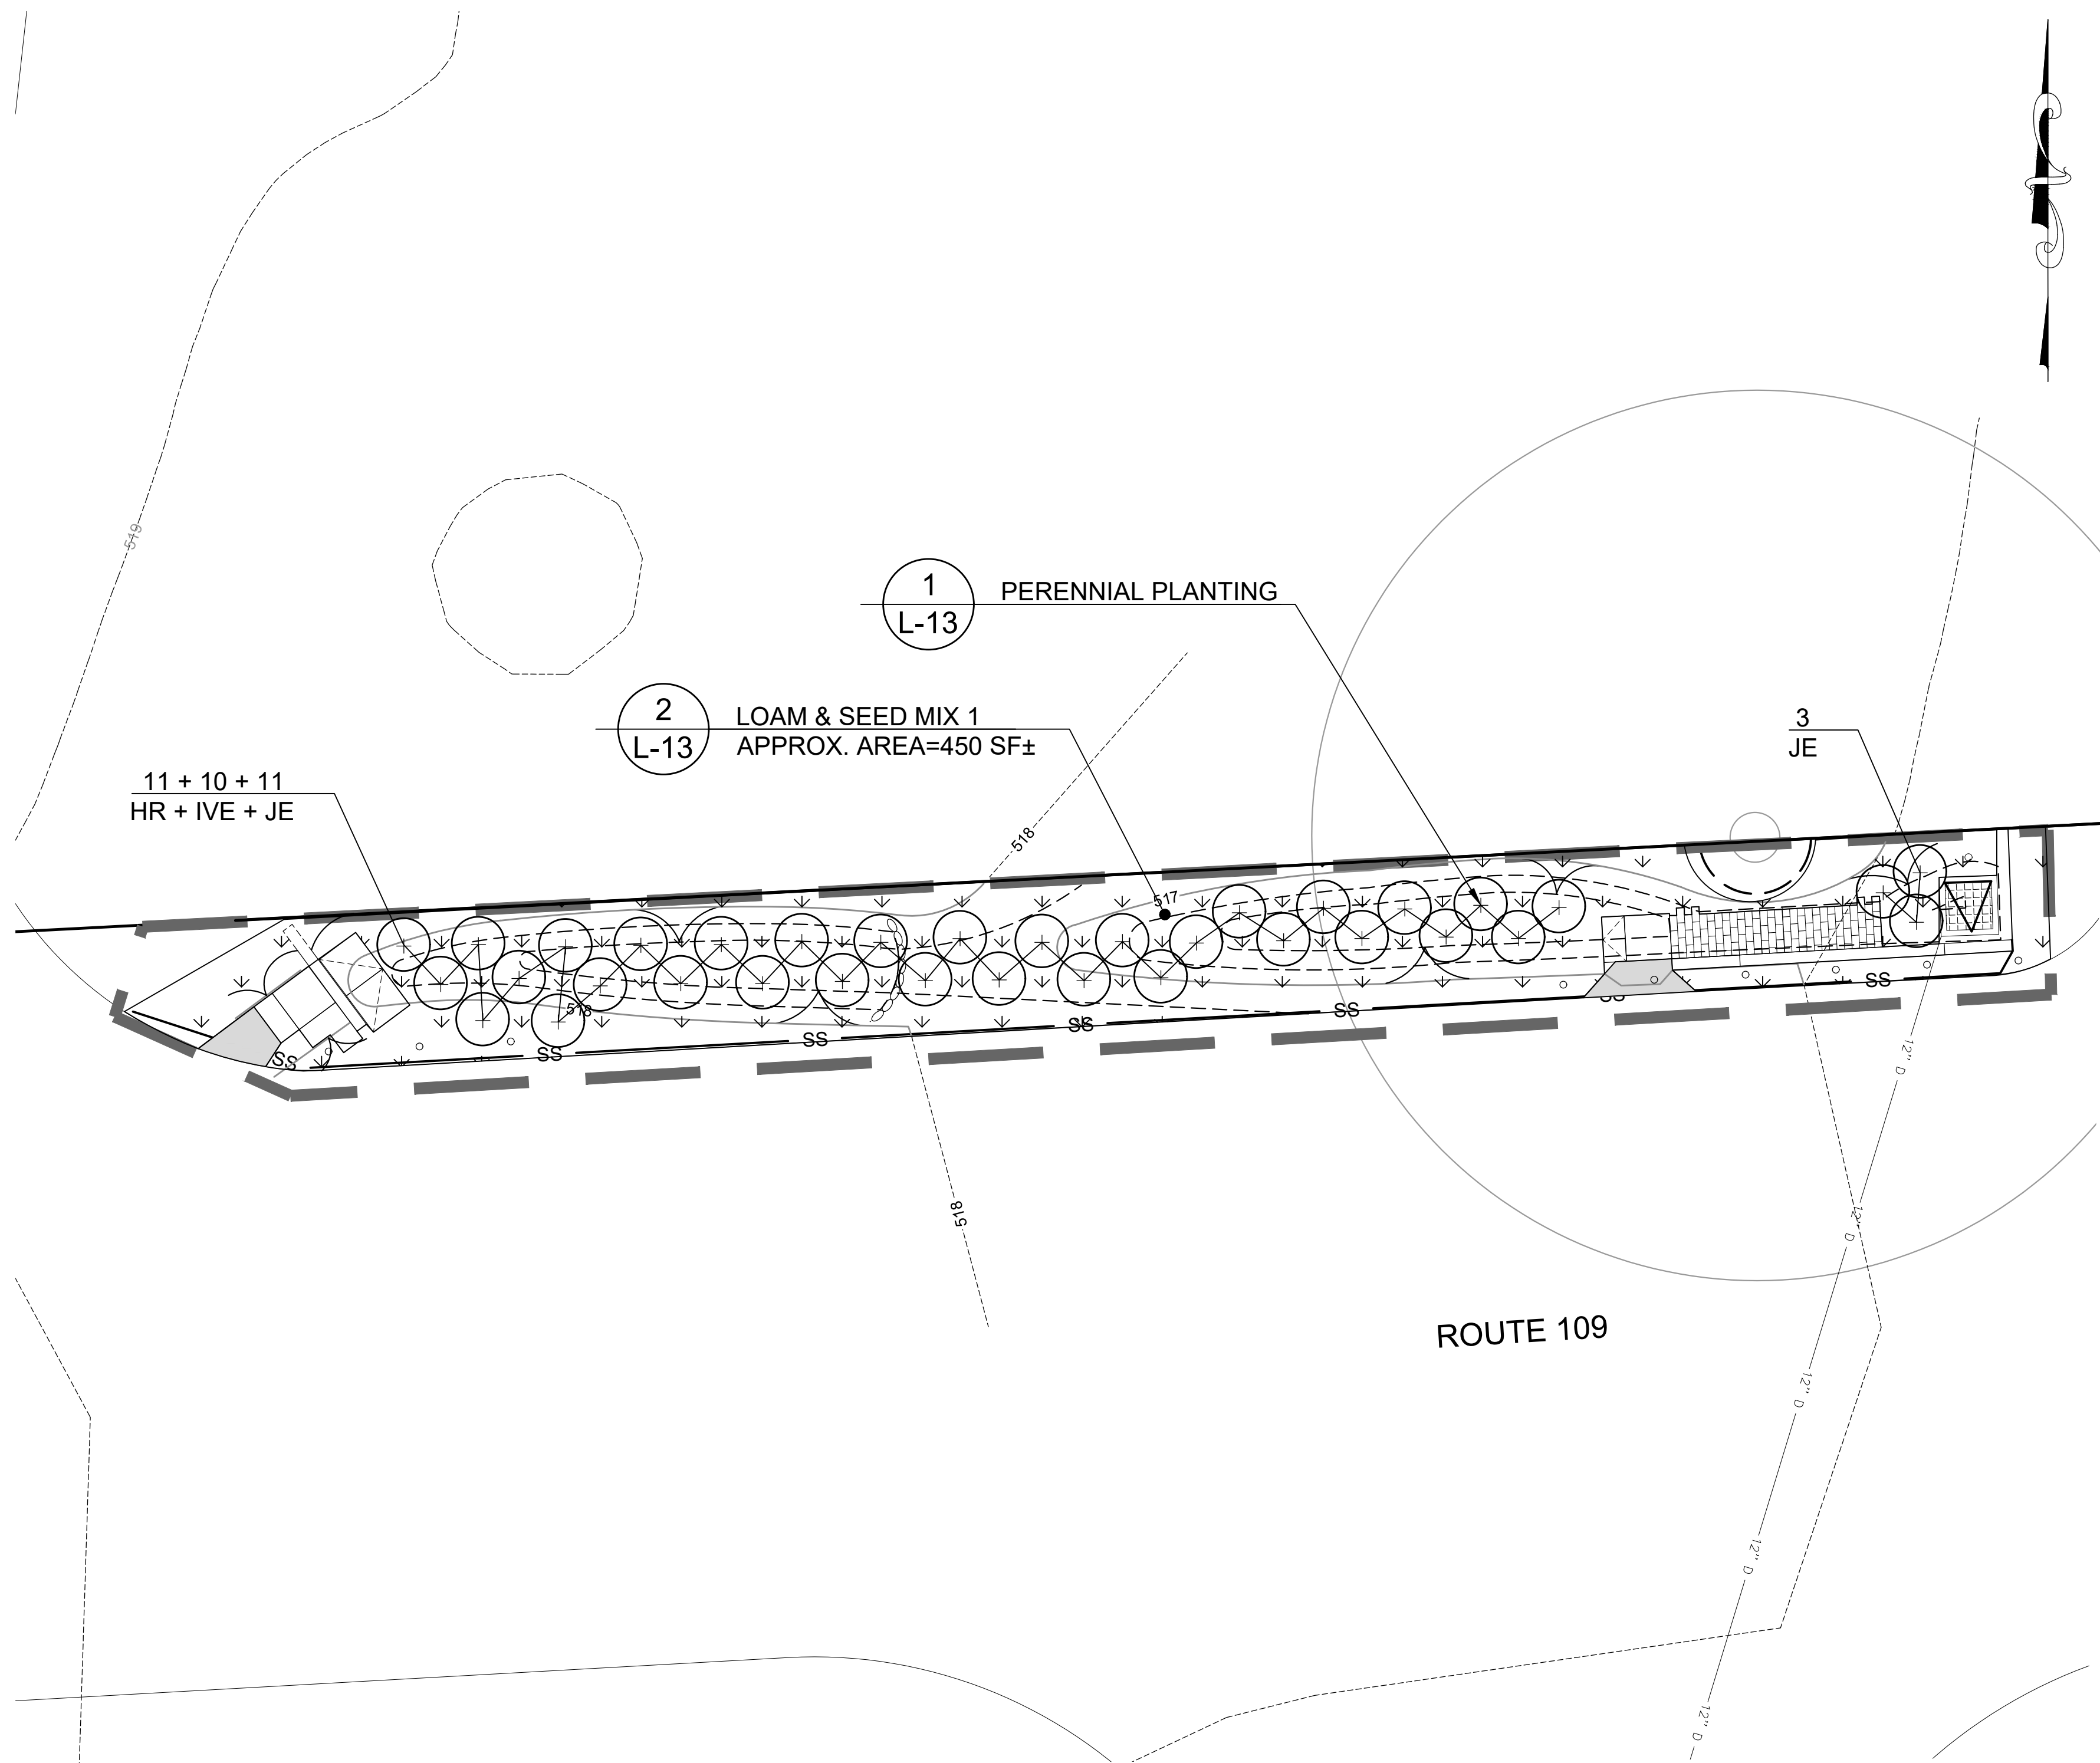 519
1
L-13
PERENNIAL PLANTING
2
L-13
LOAM & SEED MIX 1
APPROX. AREA=450 SF±
3
JE
11 + 10 + 11
HR + IVE + JE
518
517
518
SS
SS
SS
SS
SS
SS
SS
518
12" D
12" D
ROUTE 109
12" D
12" D
12" D